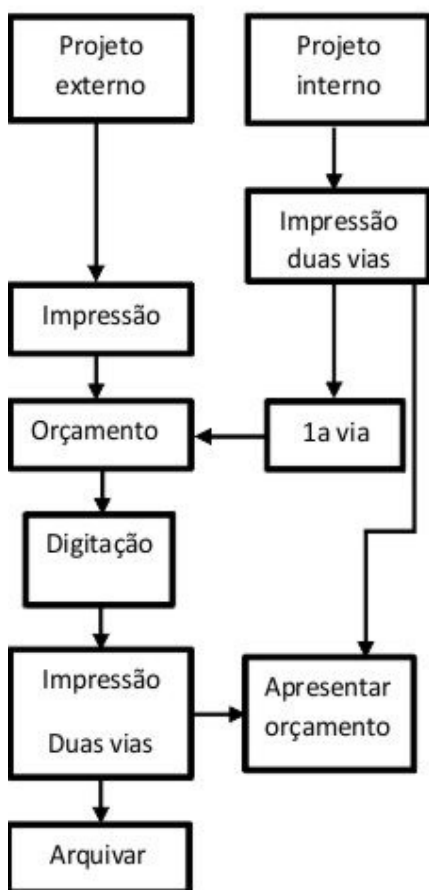 Projeto
externo
Projeto
interno
Impressão
duas vias
Impressão
Orçamento
1a via
Digitação
Impressão
Duas vias
Apresentar
orçamento
Arquivar